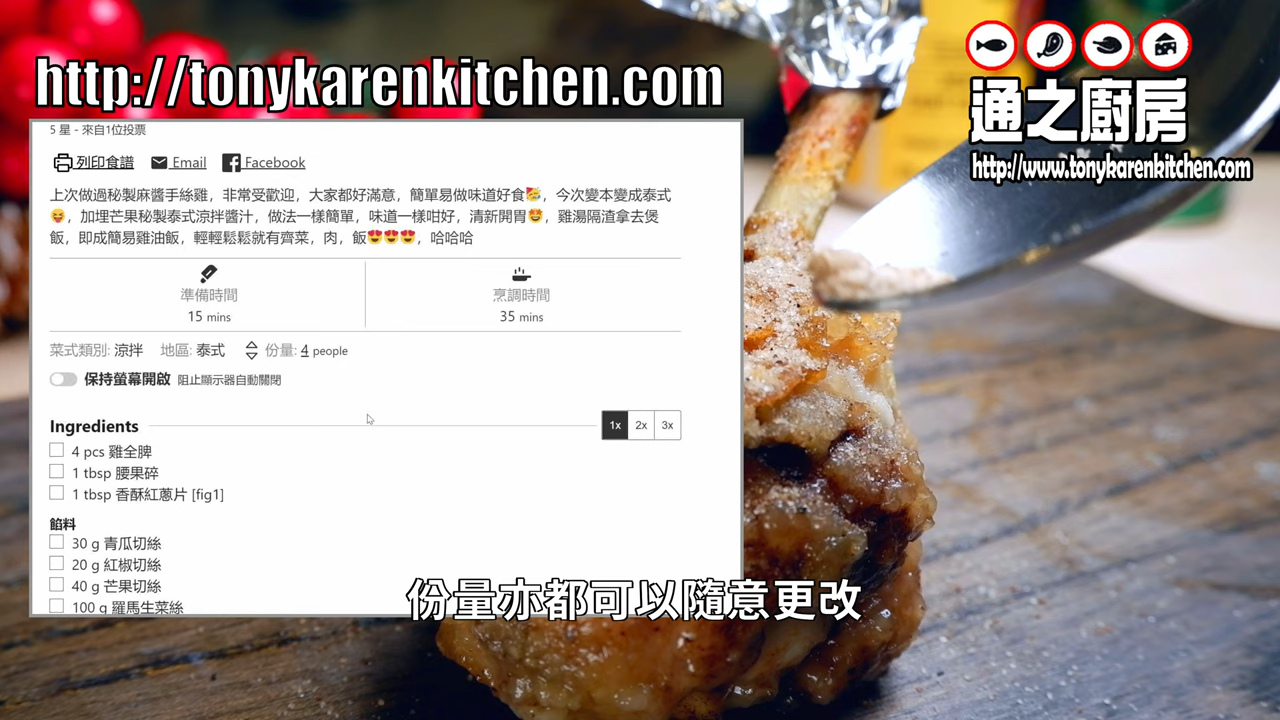 http://tonykarenkitchen.com
通之廚房
http://www.tonykarenkitchen.com
5 星 - 來自1位投票
列印食譜 Email Facebook
上次做過秘製麻醬手絲雞，非常受歡迎，大家都好滿意，簡單易做味道好食🥳，今次變本變成泰式
😝，加埋芒果秘製泰式涼拌醬汁，做法一樣簡單，味道一樣咁好，清新開胃🤩，雞湯隔渣拿去煲
飯，即成簡易雞油飯，輕輕鬆鬆就有齊菜，肉，飯😍😍😍，哈哈哈
準備時間 烹調時間
15 mins 35 mins
菜式類別: 涼拌 地區: 泰式 份量: 4 people
保持螢幕開啟 阻止顯示器自動關閉
Ingredients 1x 2x 3x
4 pcs 雞全髀
1 tbsp 腰果碎
1 tbsp 香酥紅蔥片 [fig1]
餡料
30 g 青瓜切絲
20 g 紅椒切絲
40 g 芒果切絲
100 g 羅馬生菜絲
份量亦都可以隨意更改